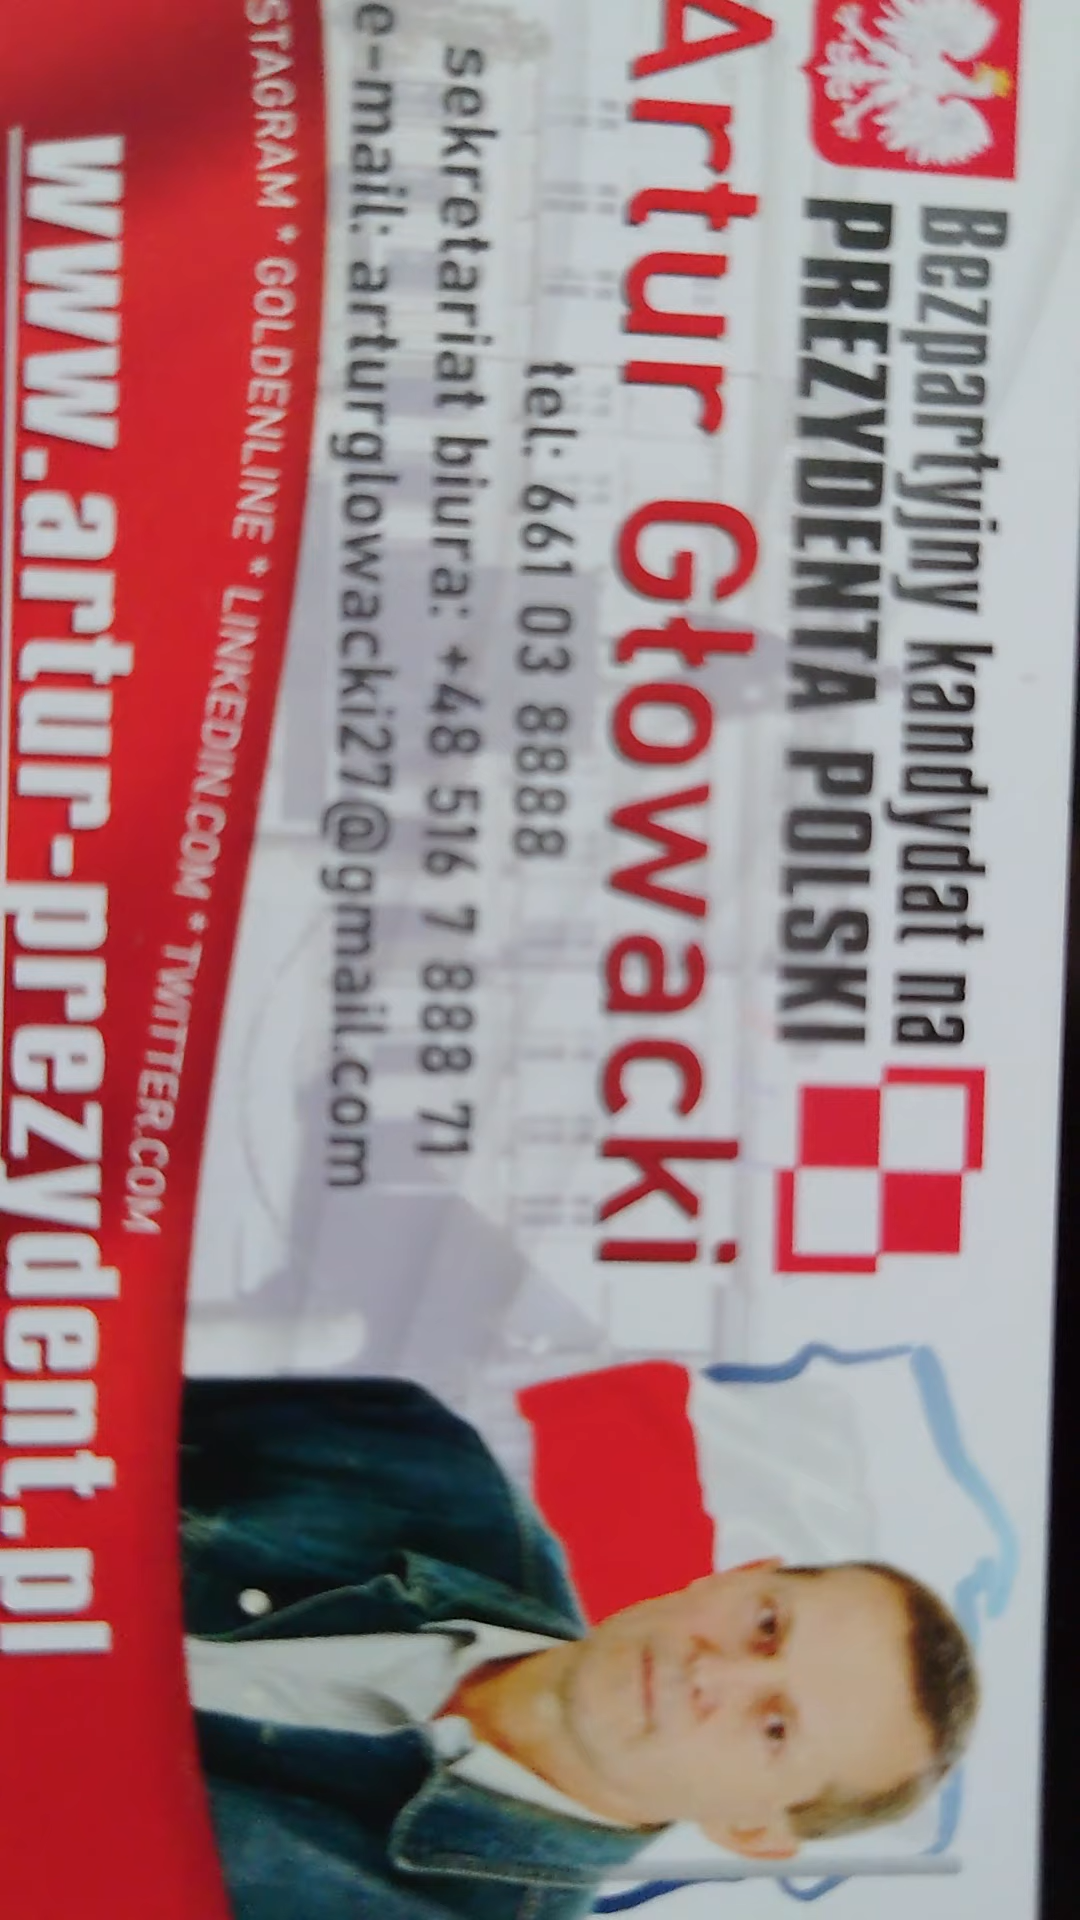 Bezpartyjny kandydat na
PREZYDENTA POLSKI
Artur Głowacki
tel: 661 03 8888
sekretariat biura: +48 516 7 888 71
e-mail: arturglowacki27@gmail.com
STAGRAM * GOLDENLINE * LINKEDIN.COM * TWITTER.COM
www.artur-prezydent.pl